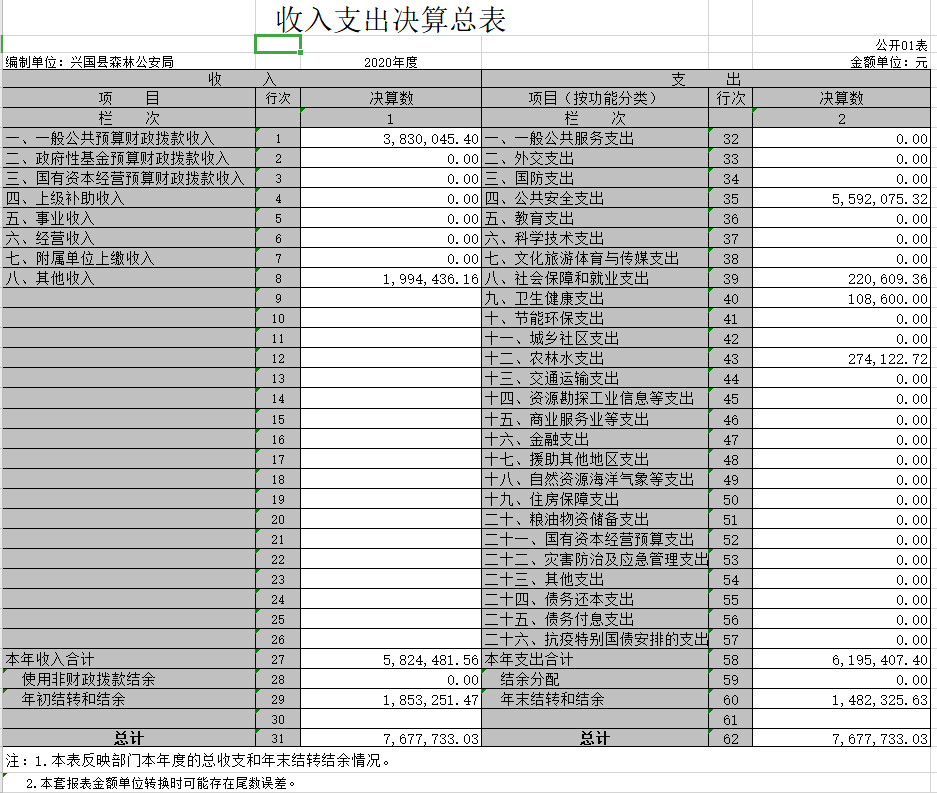 收入支出决算总表
公开01表
编制单位：兴国县森林公安局 2020年度 金额单位：元
收 入 支 出
项 目 行次 决算数 项目（按功能分类） 行次 决算数
栏 次 1 栏 次 2
一、一般公共预算财政拨款收入 1 3,830,045.40 一、一般公共服务支出 32 0.00
二、政府性基金预算财政拨款收入 2 0.00 二、外交支出 33 0.00
三、国有资本经营预算财政拨款收入 3 0.00 三、国防支出 34 0.00
四、上级补助收入 4 0.00 四、公共安全支出 35 5,592,075.32
五、事业收入 5 0.00 五、教育支出 36 0.00
六、经营收入 6 0.00 六、科学技术支出 37 0.00
七、附属单位上缴收入 7 0.00 七、文化旅游体育与传媒支出 38 0.00
八、其他收入 8 1,994,436.16 八、社会保障和就业支出 39 220,609.36
9 九、卫生健康支出 40 108,600.00
10 十、节能环保支出 41 0.00
11 十一、城乡社区支出 42 0.00
12 十二、农林水支出 43 274,122.72
13 十三、交通运输支出 44 0.00
14 十四、资源勘探工业信息等支出 45 0.00
15 十五、商业服务业等支出 46 0.00
16 十六、金融支出 47 0.00
17 十七、援助其他地区支出 48 0.00
18 十八、自然资源海洋气象等支出 49 0.00
19 十九、住房保障支出 50 0.00
20 二十、粮油物资储备支出 51 0.00
21 二十一、国有资本经营预算支出 52 0.00
22 二十二、灾害防治及应急管理支出 53 0.00
23 二十三、其他支出 54 0.00
24 二十四、债务还本支出 55 0.00
25 二十五、债务付息支出 56 0.00
26 二十六、抗疫特别国债安排的支出 57 0.00
本年收入合计 27 5,824,481.56 本年支出合计 58 6,195,407.40
使用非财政拨款结余 28 0.00 结余分配 59 0.00
年初结转和结余 29 1,853,251.47 年末结转和结余 60 1,482,325.63
30 61
总计 31 7,677,733.03 总计 62 7,677,733.03
注：1.本表反映部门本年度的总收支和年末结转结余情况。
2.本套报表金额单位转换时可能存在尾数误差。